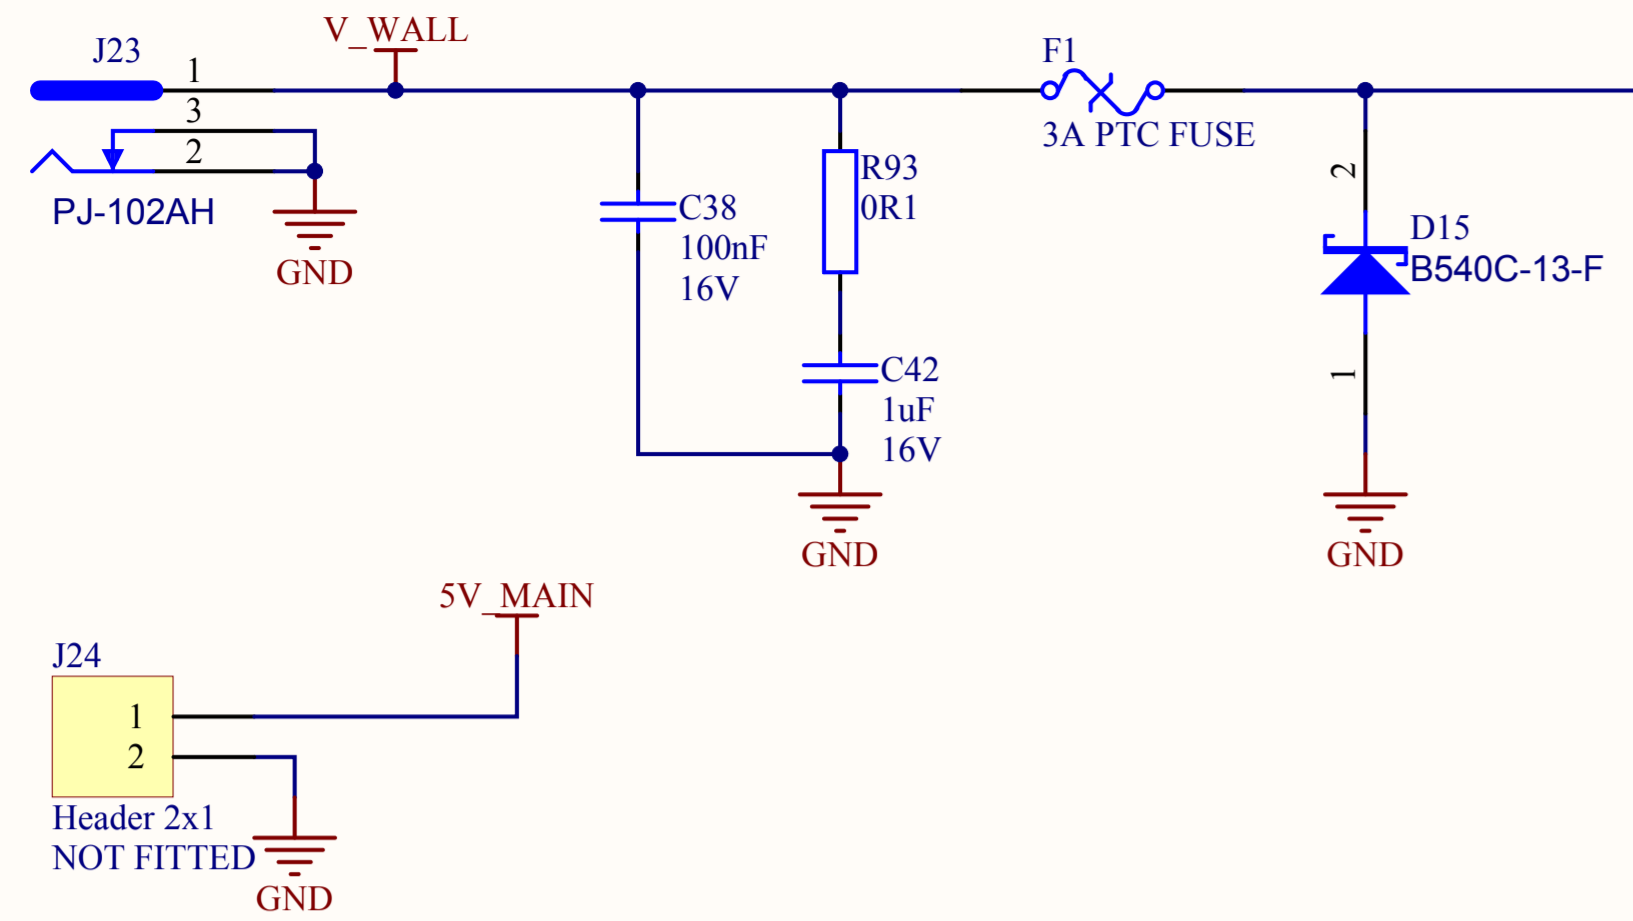 V_WALL
J23
1
3
2
PJ-102AH
GND
C38
100nF
16V
R93
0R1
C42
1uF
16V
GND
F1
3A PTC FUSE
2
D15
B540C-13-F
1
GND
5V_MAIN
J24
1
2
Header 2x1
NOT FITTED
GND